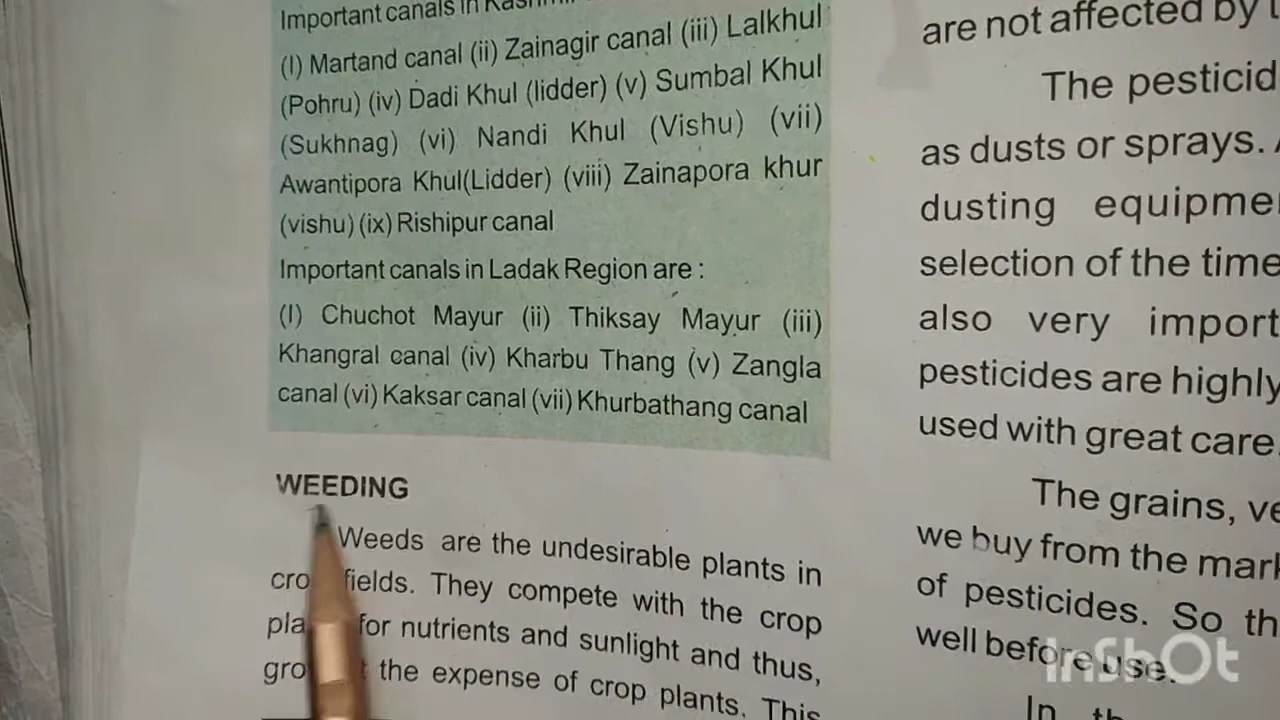 Important canals in
(I) Martand canal (ii) Zainagir canal (iii) Lalkhul
(Pohru) (iv) Dadi Khul (lidder) (v) Sumbal Khul
(Sukhnag) (vi) Nandi Khul (Vishu) (vii)
Awantipora Khul(Lidder) (viii) Zainapora khur
(vishu) (ix) Rishipur canal
Important canals in Ladak Region are :
(I) Chuchot Mayur (ii) Thiksay Mayur (iii)
Khangral canal (iv) Kharbu Thang (v) Zangla
canal (vi) Kaksar canal (vii) Khurbathang canal
WEEDING
Weeds are the undesirable plants in
fields. They compete with the crop
for nutrients and sunlight and thus,
the expense of crop plants. This
are not affected by
The pesticid
as dusts or sprays.
dusting equipme
selection of the time
also very import
pesticides are highly
used with great care.
The grains, ve
we buy from the mark
of pesticides. So th
well before use.
In th
InShOt